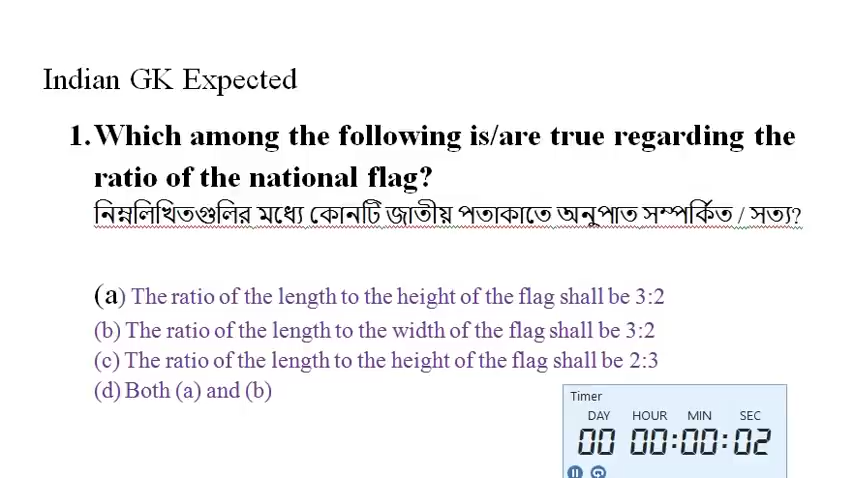 Indian GK Expected
1. Which among the following is/are true regarding the
ratio of the national flag?
নিম্নলিখিতগুলির মধ্যে কোনটি জাতীয় পতাকাতে অনুপাত সম্পর্কিত / সত্য?
(a) The ratio of the length to the height of the flag shall be 3:2
(b) The ratio of the length to the width of the flag shall be 3:2
(c) The ratio of the length to the height of the flag shall be 2:3
(d) Both (a) and (b)
Timer
DAY HOUR MIN SEC
00 00:00:02